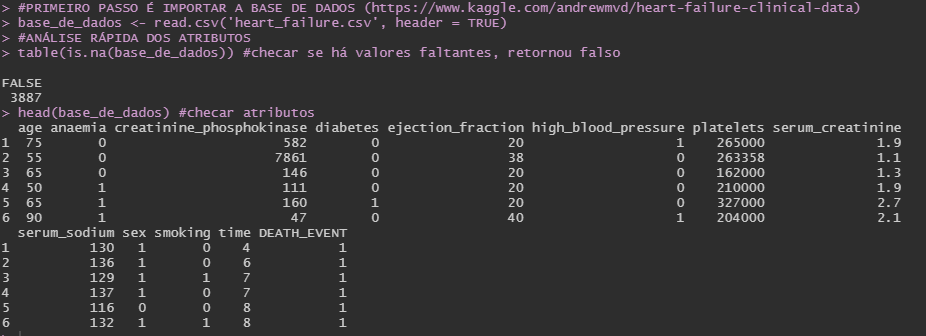 > #PRIMEIRO PASSO É IMPORTAR A BASE DE DADOS (https://www.kaggle.com/andrewmvd/heart-failure-clinical-data)
> base_de_dados <- read.csv('heart_failure.csv', header = TRUE)
> #ANÁLISE RÁPIDA DOS ATRIBUTOS
> table(is.na(base_de_dados)) #checar se há valores faltantes, retornou falso

FALSE
 3887
> head(base_de_dados) #checar atributos
  age anaemia creatinine_phosphokinase diabetes ejection_fraction high_blood_pressure platelets serum_creatinine
1  75       0                      582        0                20                   1    265000              1.9
2  55       0                     7861        0                38                   0    263358              1.1
3  65       0                      146        0                20                   0    162000              1.3
4  50       1                      111        0                20                   0    210000              1.9
5  65       1                      160        1                20                   0    327000              2.7
6  90       1                       47        0                40                   1    204000              2.1
  serum_sodium sex smoking time DEATH_EVENT
1          130   1       0    4           1
2          136   1       0    6           1
3          129   1       1    7           1
4          137   1       0    7           1
5          116   0       0    8           1
6          132   1       1    8           1